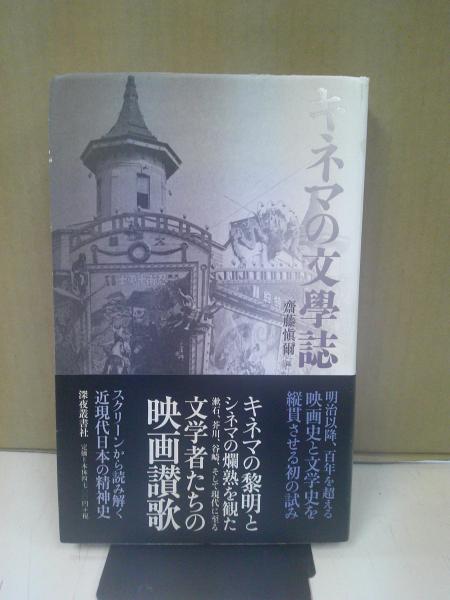 キネマの文學誌
齋藤愼爾 編
明治以降、百年を超える
映画史と文学史を
縦貫させる初の試み
キネマの黎明と
シネマの爛熟を観た
漱石、芥川、谷崎、そして現代に至る
文学者たちの
映画讃歌
スクリーンから読み解く
近現代日本の精神史
深夜叢書社